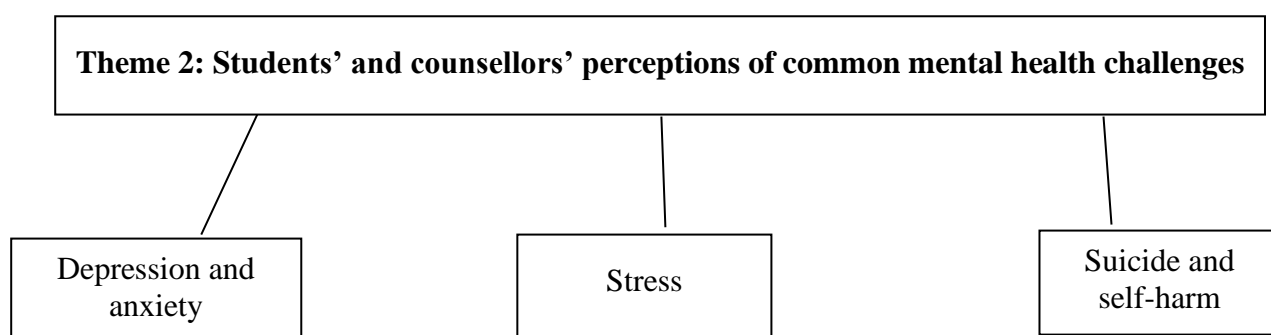 Theme 2: Students’ and counsellors’ perceptions of common mental health challenges
Depression and
anxiety
Stress
Suicide and
self-harm